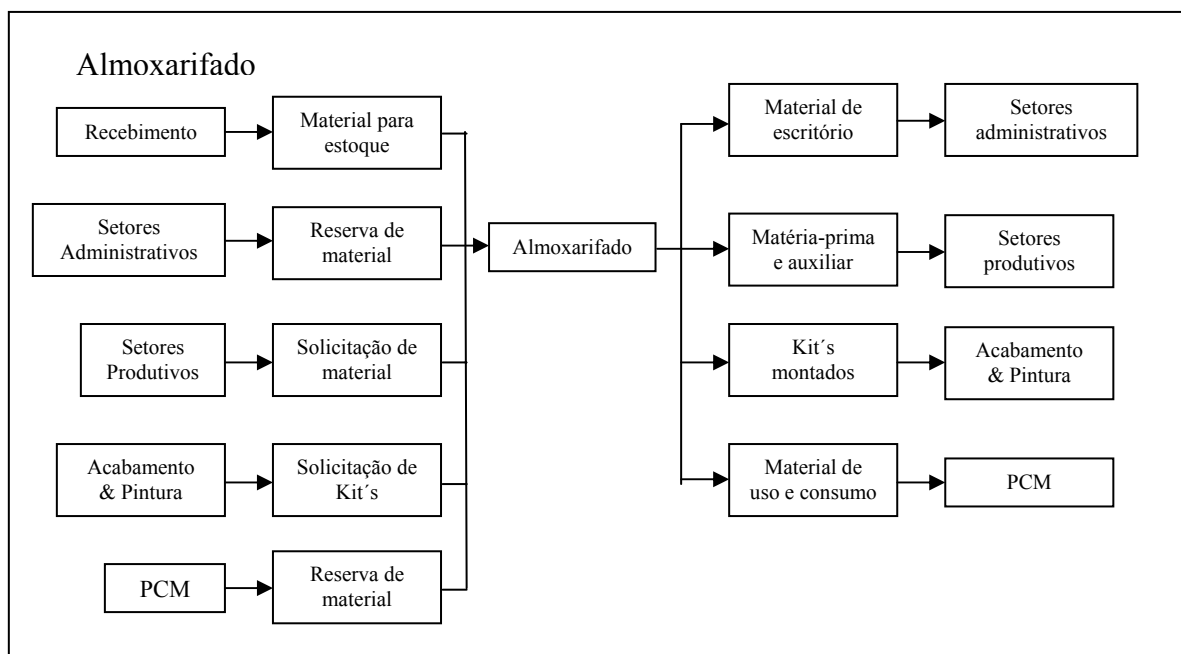 Almoxarifado
Recebimento
Material para
estoque
Setores
Administrativos
Reserva de
material
Setores
Produtivos
Solicitação de
material
Acabamento
& Pintura
Solicitação de
Kit´s
PCM
Reserva de
material
Almoxarifado
Material de
escritório
Setores
administrativos
Matéria-prima
e auxiliar
Setores
produtivos
Kit´s
montados
Acabamento
& Pintura
Material de
uso e consumo
PCM